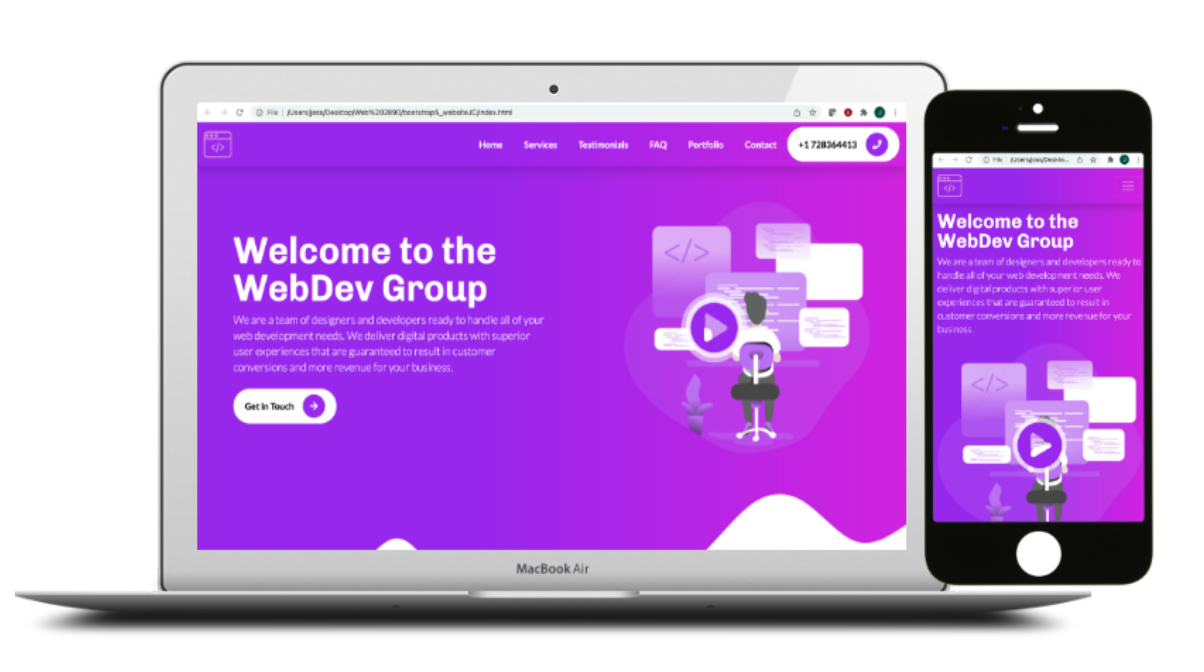 File | /Users/jess/Desktop/Web%202890/bootstrap5_websiteJC/index.html
</>
Home Services Testimonials FAQ Portfolio Contact +1 728364413
Welcome to the
WebDev Group
We are a team of designers and developers ready to handle all of your
web development needs. We deliver digital products with superior
user experiences that are guaranteed to result in customer
conversions and more revenue for your business.
Get in Touch
</>
MacBook Air
File | /Users/jess/Deskto...
</>
Welcome to the
WebDev Group
We are a team of designers and developers ready to
handle all of your web development needs. We
deliver digital products with superior user
experiences that are guaranteed to result in
customer conversions and more revenue for your
business.
</>